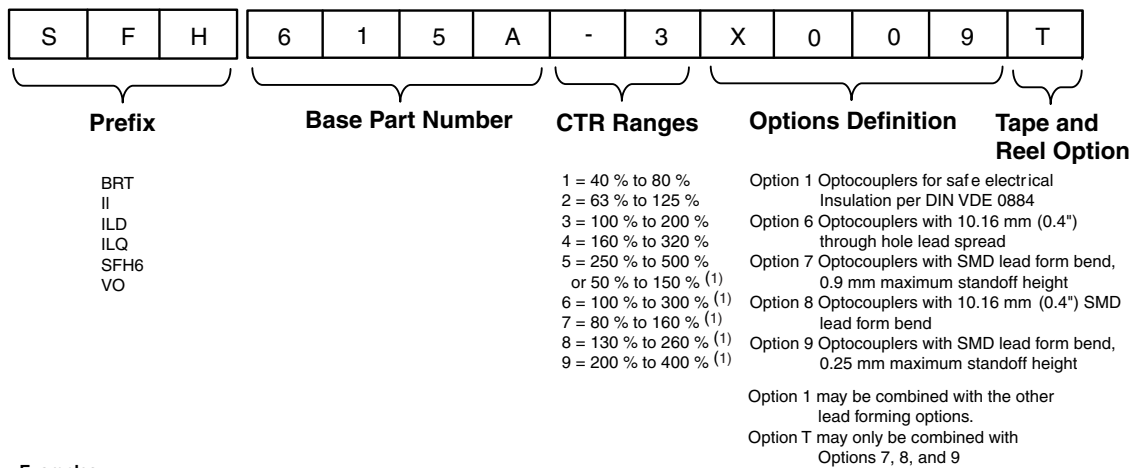 S F H 6 1 5 A - 3 X 0 0 9 T
Prefix
Base Part Number
CTR Ranges
Options Definition
Tape and
Reel Option
BRT
II
ILD
ILQ
SFH6
VO
1 = 40 % to 80 %
2 = 63 % to 125 %
3 = 100 % to 200 %
4 = 160 % to 320 %
5 = 250 % to 500 %
or 50 % to 150 % (1)
6 = 100 % to 300 % (1)
7 = 80 % to 160 % (1)
8 = 130 % to 260 % (1)
9 = 200 % to 400 % (1)
Option 1 Optocouplers for safe electrical
Insulation per DIN VDE 0884
Option 6 Optocouplers with 10.16 mm (0.4")
through hole lead spread
Option 7 Optocouplers with SMD lead form bend,
0.9 mm maximum standoff height
Option 8 Optocouplers with 10.16 mm (0.4") SMD
lead form bend
Option 9 Optocouplers with SMD lead form bend,
0.25 mm maximum standoff height
Option 1 may be combined with the other
lead forming options.
Option T may only be combined with
Options 7, 8, and 9